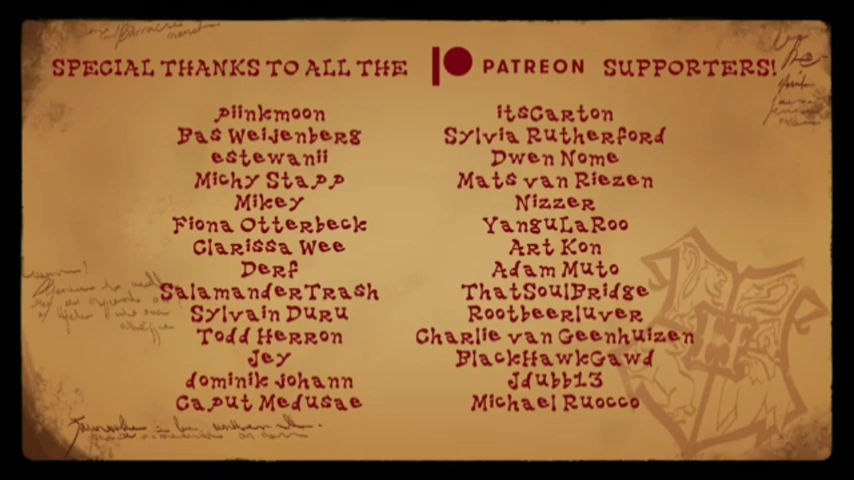 SPECIAL THANKS TO ALL THE PATREON SUPPORTERS!
piinkmoon
Bas Weijenberg
estewanii
Michy Stapp
Mikey
Fiona Otterbeck
Clarissa Wee
Derf
SalamanderTrash
Sylvain Duru
Todd Herron
Jey
dominik johann
Caput Medusae
itsCarton
Sylvia Rutherford
Dwen Nome
Mats van Riezen
Nizzer
YanguLaRoo
Art Kon
Adam Muto
ThatSoulBridge
Rootbeerluver
Charlie van Geenhuizen
BlackHawkGawd
Jdubb13
Michael Ruocco